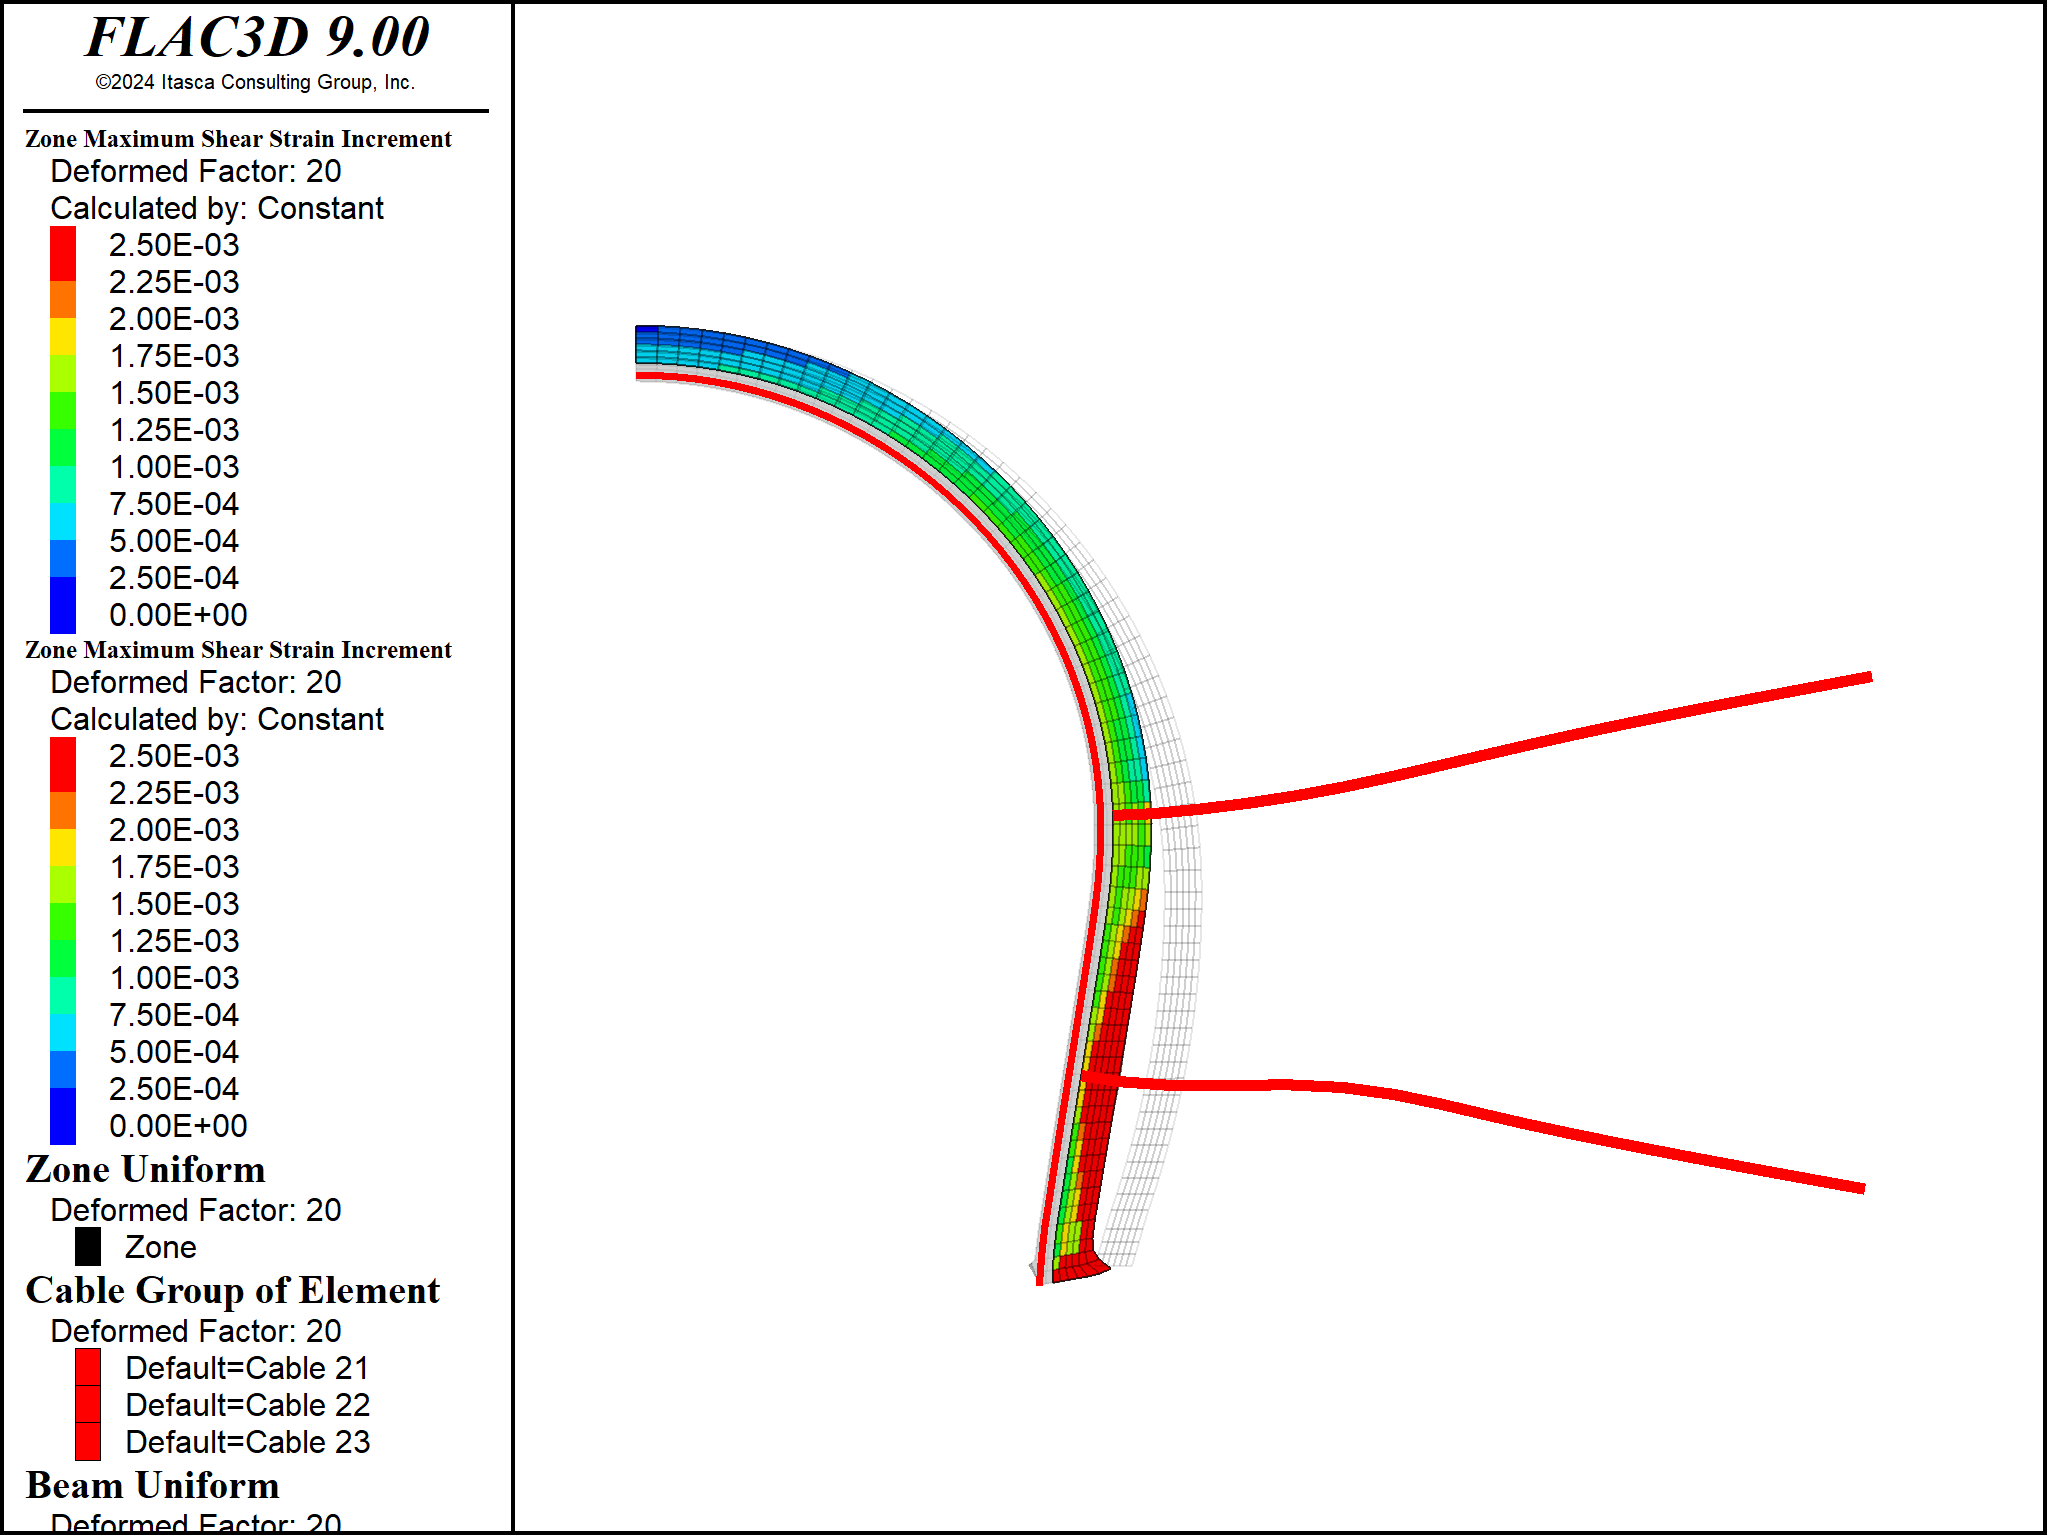 FLAC3D 9.00
©2024 Itasca Consulting Group, Inc.
Zone Maximum Shear Strain Increment
Deformed Factor: 20
Calculated by: Constant
2.50E-03
2.25E-03
2.00E-03
1.75E-03
1.50E-03
1.25E-03
1.00E-03
7.50E-04
5.00E-04
2.50E-04
0.00E+00
Zone Maximum Shear Strain Increment
Deformed Factor: 20
Calculated by: Constant
2.50E-03
2.25E-03
2.00E-03
1.75E-03
1.50E-03
1.25E-03
1.00E-03
7.50E-04
5.00E-04
2.50E-04
0.00E+00
Zone Uniform
Deformed Factor: 20
Zone
Cable Group of Element
Deformed Factor: 20
Default=Cable 21
Default=Cable 22
Default=Cable 23
Beam Uniform
Deformed Factor: 20